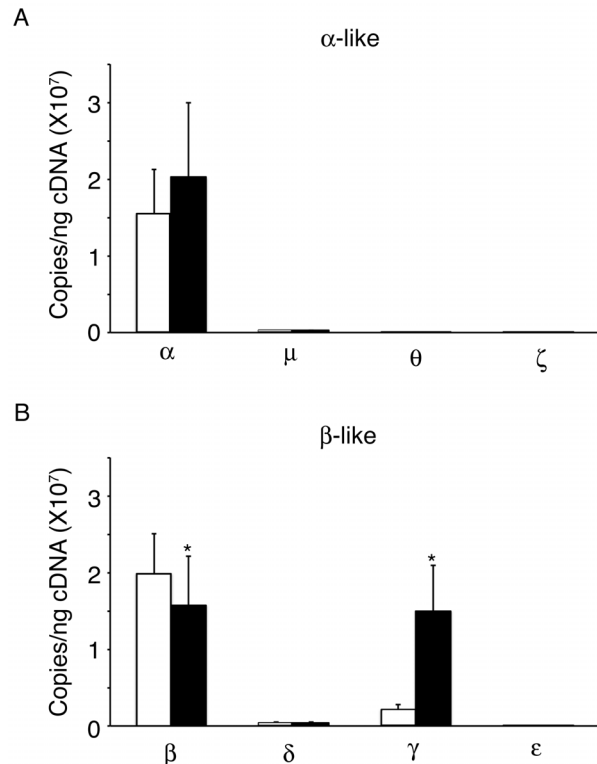 A
α-like
Copies/ng cDNA (X10⁷)
3
2
1
0
α μ θ ζ
B
β-like
Copies/ng cDNA (X10⁷)
3
2
1
0
* *
β δ γ ε